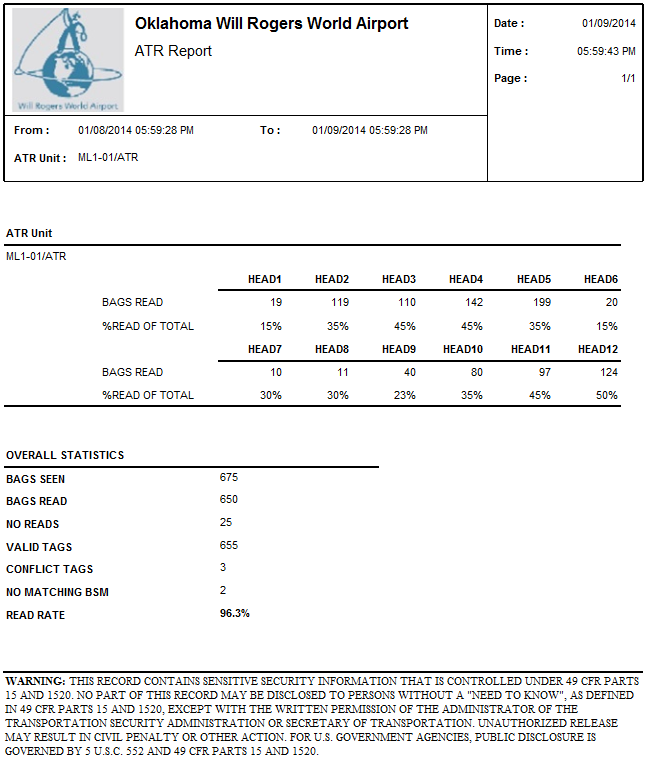 Oklahoma Will Rogers World Airport
ATR Report
Will Rogers World Airport
Date : 01/09/2014
Time : 05:59:43 PM
Page : 1/1
From : 01/08/2014 05:59:28 PM To : 01/09/2014 05:59:28 PM
ATR Unit : ML1-01/ATR
ATR Unit
ML1-01/ATR
HEAD1 HEAD2 HEAD3 HEAD4 HEAD5 HEAD6
BAGS READ 19 119 110 142 199 20
%READ OF TOTAL 15% 35% 45% 45% 35% 15%
HEAD7 HEAD8 HEAD9 HEAD10 HEAD11 HEAD12
BAGS READ 10 11 40 80 97 124
%READ OF TOTAL 30% 30% 23% 35% 45% 50%
OVERALL STATISTICS
BAGS SEEN 675
BAGS READ 650
NO READS 25
VALID TAGS 655
CONFLICT TAGS 3
NO MATCHING BSM 2
READ RATE 96.3%
WARNING: THIS RECORD CONTAINS SENSITIVE SECURITY INFORMATION THAT IS CONTROLLED UNDER 49 CFR PARTS
15 AND 1520. NO PART OF THIS RECORD MAY BE DISCLOSED TO PERSONS WITHOUT A "NEED TO KNOW", AS DEFINED
IN 49 CFR PARTS 15 AND 1520, EXCEPT WITH THE WRITTEN PERMISSION OF THE ADMINISTRATOR OF THE
TRANSPORTATION SECURITY ADMINISTRATION OR SECRETARY OF TRANSPORTATION. UNAUTHORIZED RELEASE
MAY RESULT IN CIVIL PENALTY OR OTHER ACTION. FOR U.S. GOVERNMENT AGENCIES, PUBLIC DISCLOSURE IS
GOVERNED BY 5 U.S.C. 552 AND 49 CFR PARTS 15 AND 1520.